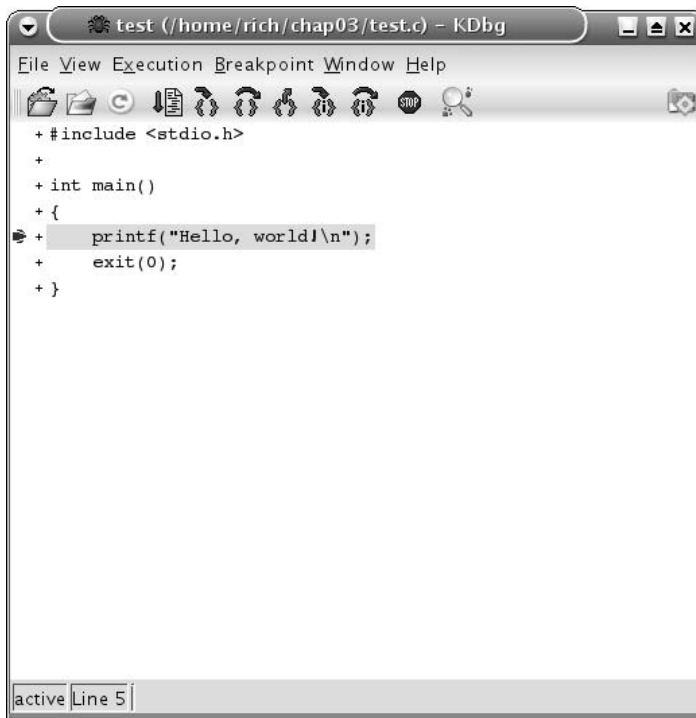 test (/home/rich/chap03/test.c) – KDbg
File View Execution Breakpoint Window Help
STOP
+ #include <stdio.h>
+
+ int main()
+ {
+ printf("Hello, world!\n");
+ exit(0);
+ }
active Line 5